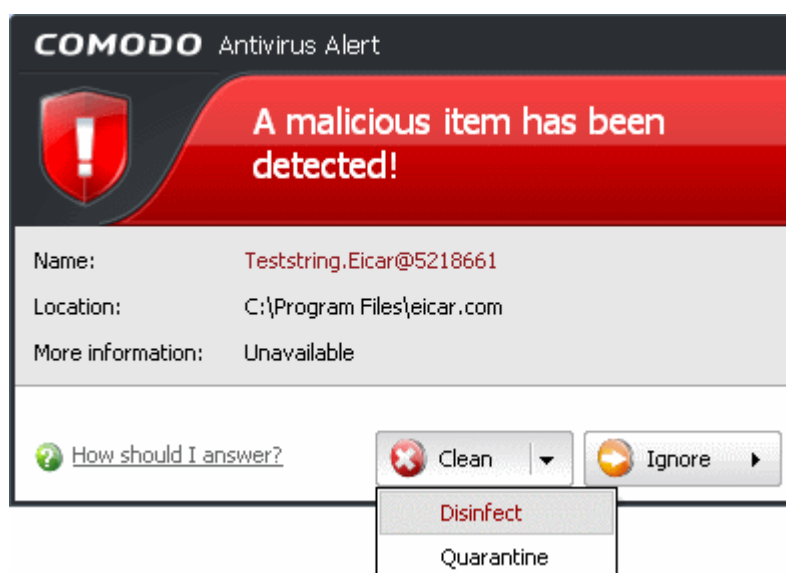 COMODO Antivirus Alert
A malicious item has been
detected!
Name: Teststring.Eicar@5218661
Location: C:\Program Files\eicar.com
More information: Unavailable
How should I answer? Clean Ignore
Disinfect
Quarantine